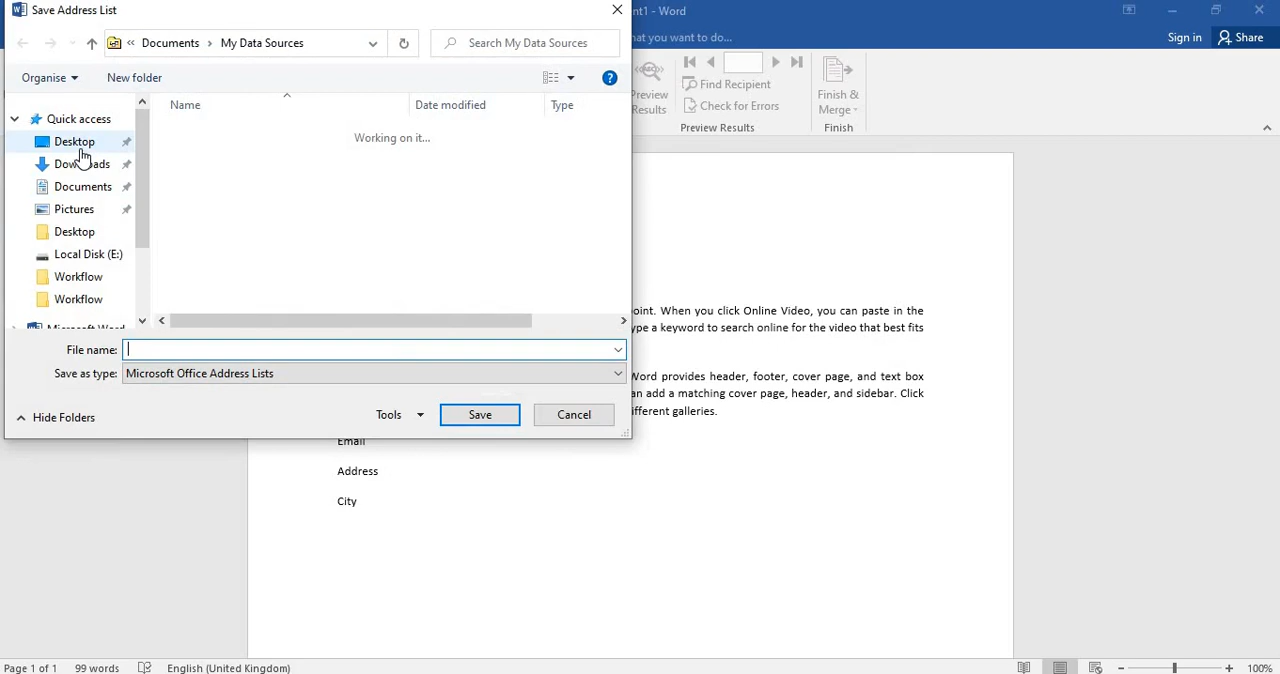 Save Address List
nt1 - Word
Documents
My Data Sources
Search My Data Sources
hat you want to do...
Sign in
Share
Organise
New folder
Preview
Results
Find Recipient
Check for Errors
Preview Results
Finish &
Merge
Finish
Name
Date modified
Type
Working on it...
Quick access
Desktop
Downloads
Documents
Pictures
Desktop
Local Disk (E:)
Workflow
Workflow
Microsoft Word
File name:
Save as type:
Microsoft Office Address Lists
Hide Folders
Tools
Save
Cancel
oint. When you click Online Video, you can paste in the
ype a keyword to search online for the video that best fits
Word provides header, footer, cover page, and text box
an add a matching cover page, header, and sidebar. Click
ifferent galleries.
Email
Address
City
Page 1 of 1
99 words
English (United Kingdom)
100%